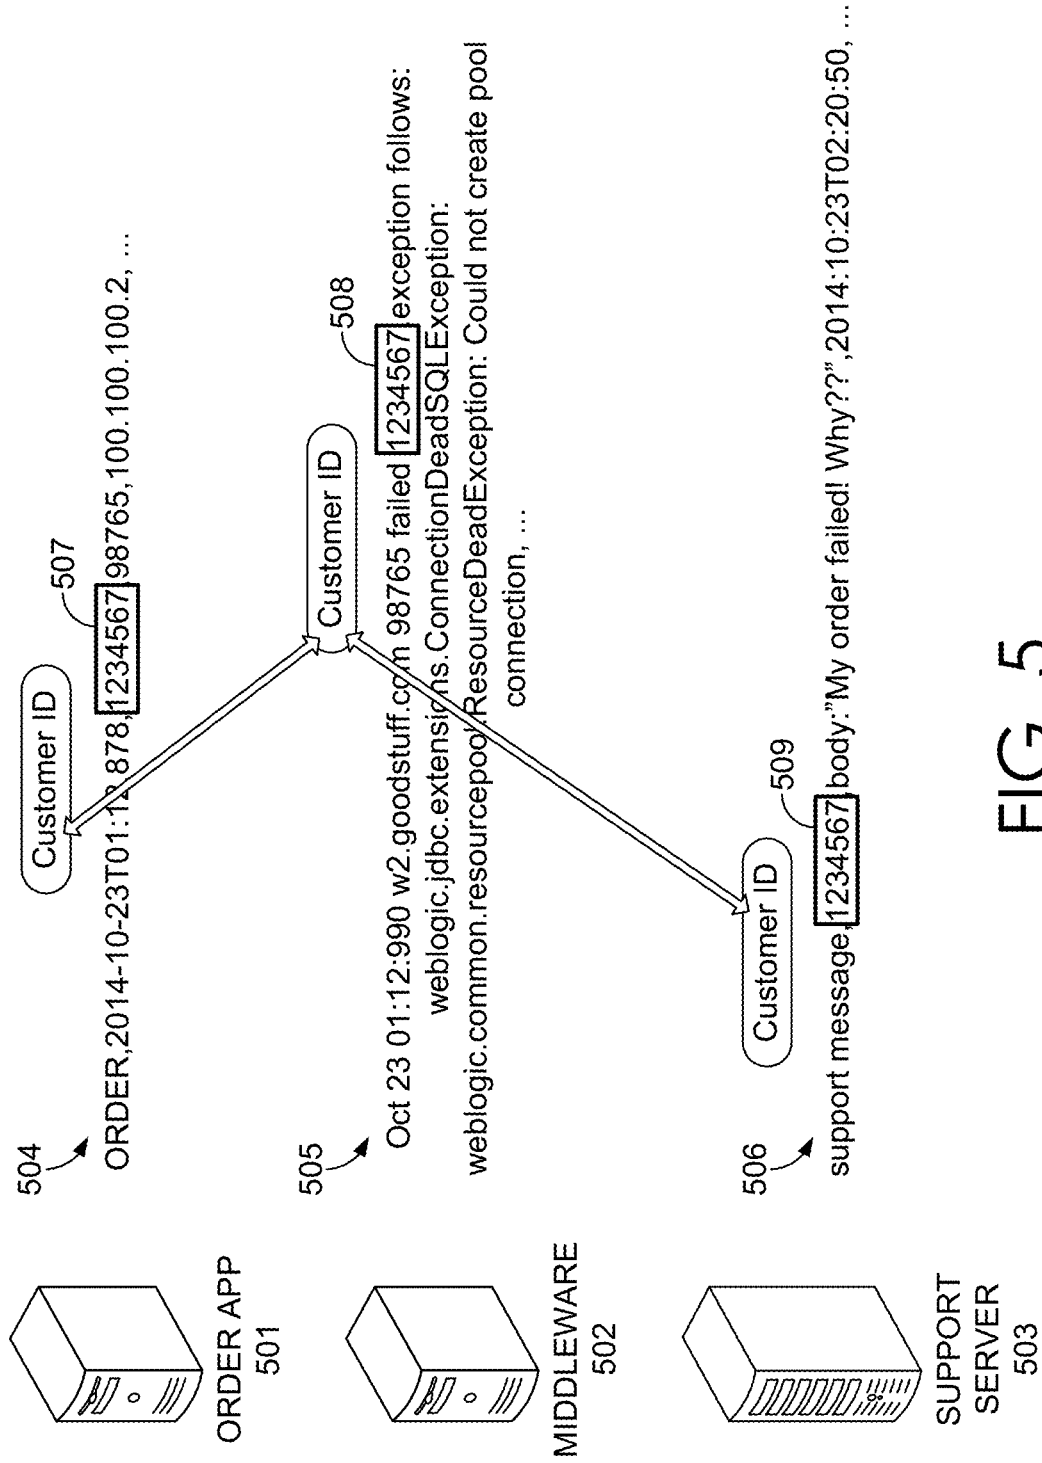 504
Customer ID
507
ORDER,2014-10-23T01:12 878,1234567,98765,100.100.100.2, ...
ORDER APP
501
505
Customer ID
508
Oct 23 01:12:990 w2.goodstuff.com 98765 failed 1234567 exception follows:
weblogic.jdbc.extensions.ConnectionDeadSQLException:
weblogic.common.resourcepool.ResourceDeadException: Could not create pool
connection, ...
MIDDLEWARE
502
506
Customer ID
509
support message,1234567,body:"My order failed! Why??",2014:10:23T02:20:50, ...
SUPPORT
SERVER
503
FIG. 5